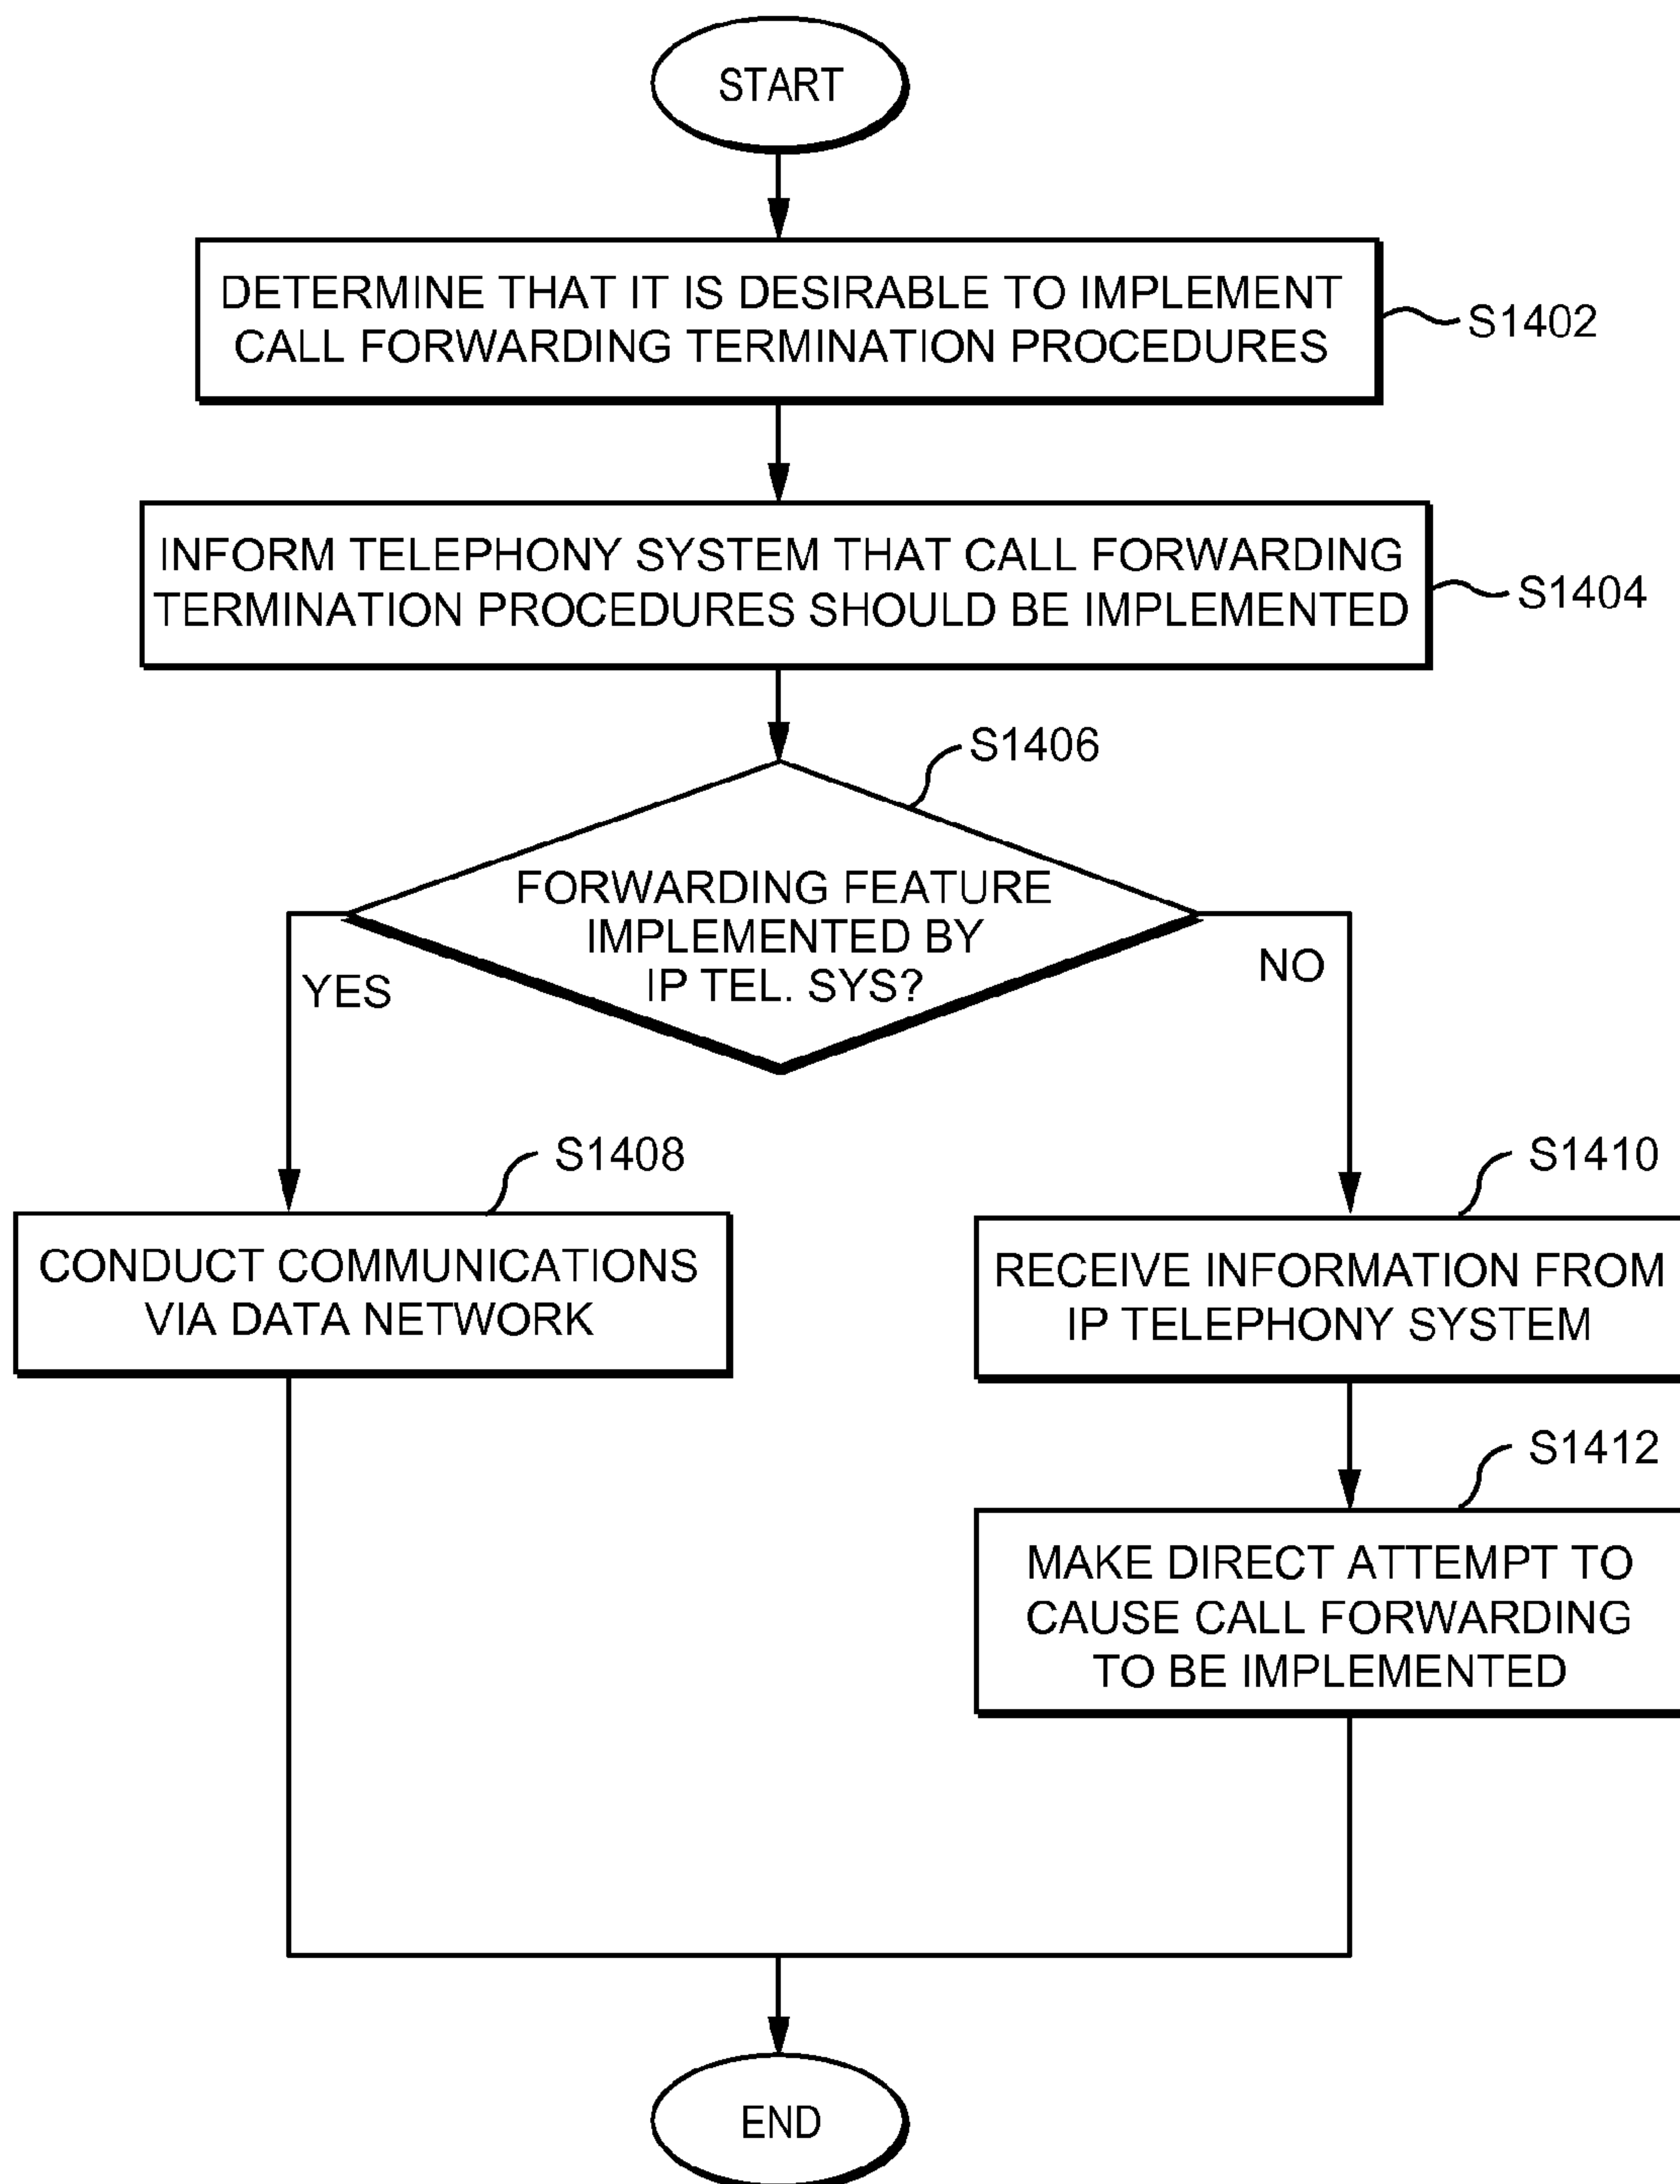 START
DETERMINE THAT IT IS DESIRABLE TO IMPLEMENT
CALL FORWARDING TERMINATION PROCEDURES
S1402
INFORM TELEPHONY SYSTEM THAT CALL FORWARDING
TERMINATION PROCEDURES SHOULD BE IMPLEMENTED
S1404
S1406
FORWARDING FEATURE
IMPLEMENTED BY
IP TEL. SYS?
YES
NO
S1408
CONDUCT COMMUNICATIONS
VIA DATA NETWORK
S1410
RECEIVE INFORMATION FROM
IP TELEPHONY SYSTEM
S1412
MAKE DIRECT ATTEMPT TO
CAUSE CALL FORWARDING
TO BE IMPLEMENTED
END